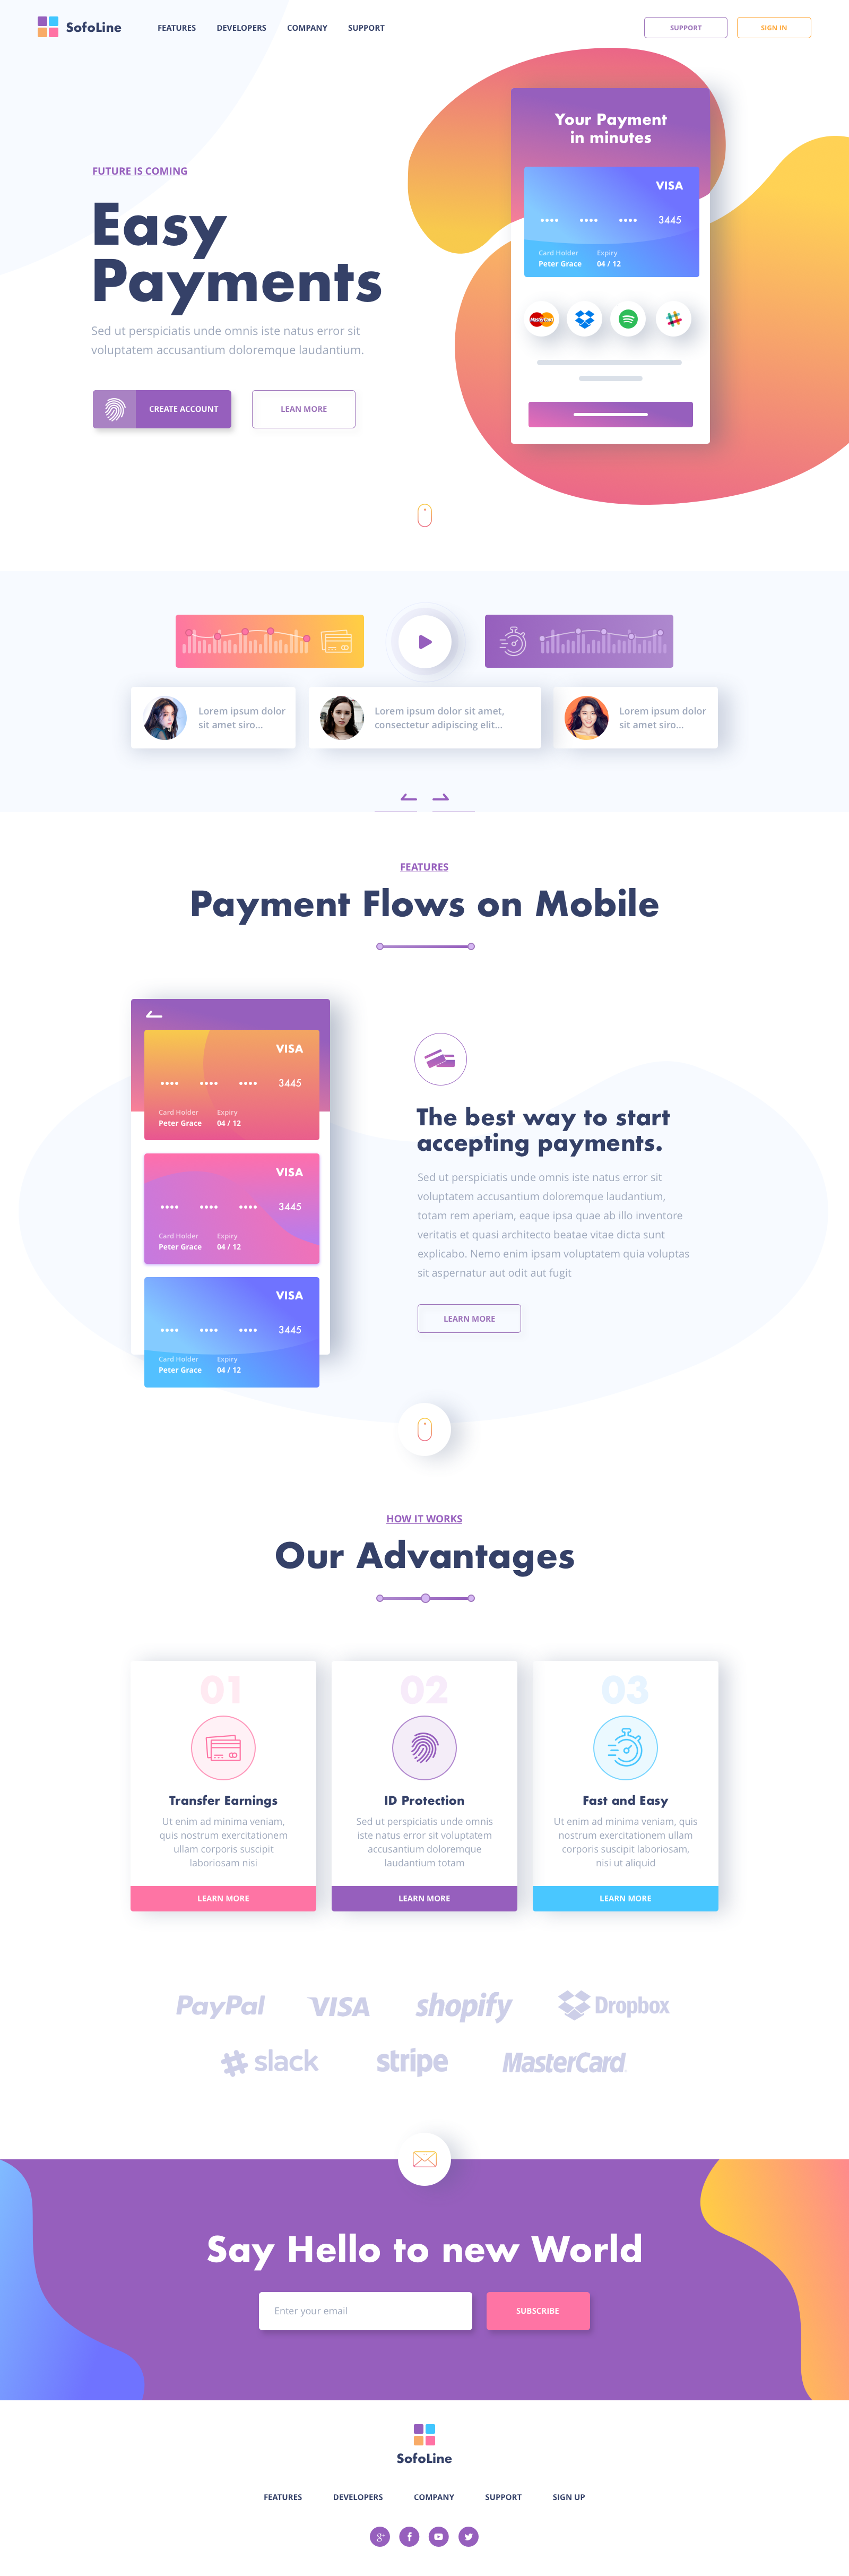 SofoLine
FEATURES DEVELOPERS COMPANY SUPPORT
SUPPORT
SIGN IN
FUTURE IS COMING
Easy
Payments
Sed ut perspiciatis unde omnis iste natus error sit
voluptatem accusantium doloremque laudantium.
CREATE ACCOUNT
LEAN MORE
Your Payment
in minutes
VISA
3445
Card Holder Expiry
Peter Grace 04 / 12
MasterCard
Lorem ipsum dolor
sit amet siro...
Lorem ipsum dolor sit amet,
consectetur adipiscing elit...
Lorem ipsum dolor
sit amet siro...
FEATURES
Payment Flows on Mobile
VISA
3445
Card Holder Expiry
Peter Grace 04 / 12
VISA
3445
Card Holder Expiry
Peter Grace 04 / 12
VISA
3445
Card Holder Expiry
Peter Grace 04 / 12
The best way to start
accepting payments.
Sed ut perspiciatis unde omnis iste natus error sit
voluptatem accusantium doloremque laudantium,
totam rem aperiam, eaque ipsa quae ab illo inventore
veritatis et quasi architecto beatae vitae dicta sunt
explicabo. Nemo enim ipsam voluptatem quia voluptas
sit aspernatur aut odit aut fugit
LEARN MORE
HOW IT WORKS
Our Advantages
01
Transfer Earnings
Ut enim ad minima veniam,
quis nostrum exercitationem
ullam corporis suscipit
laboriosam nisi
LEARN MORE
02
ID Protection
Sed ut perspiciatis unde omnis
iste natus error sit voluptatem
accusantium doloremque
laudantium totam
LEARN MORE
03
Fast and Easy
Ut enim ad minima veniam, quis
nostrum exercitationem ullam
corporis suscipit laboriosam,
nisi ut aliquid
LEARN MORE
PayPal VISA shopify Dropbox
slack stripe MasterCard
Say Hello to new World
Enter your email
SUBSCRIBE
SofoLine
FEATURES DEVELOPERS COMPANY SUPPORT SIGN UP
g+ f